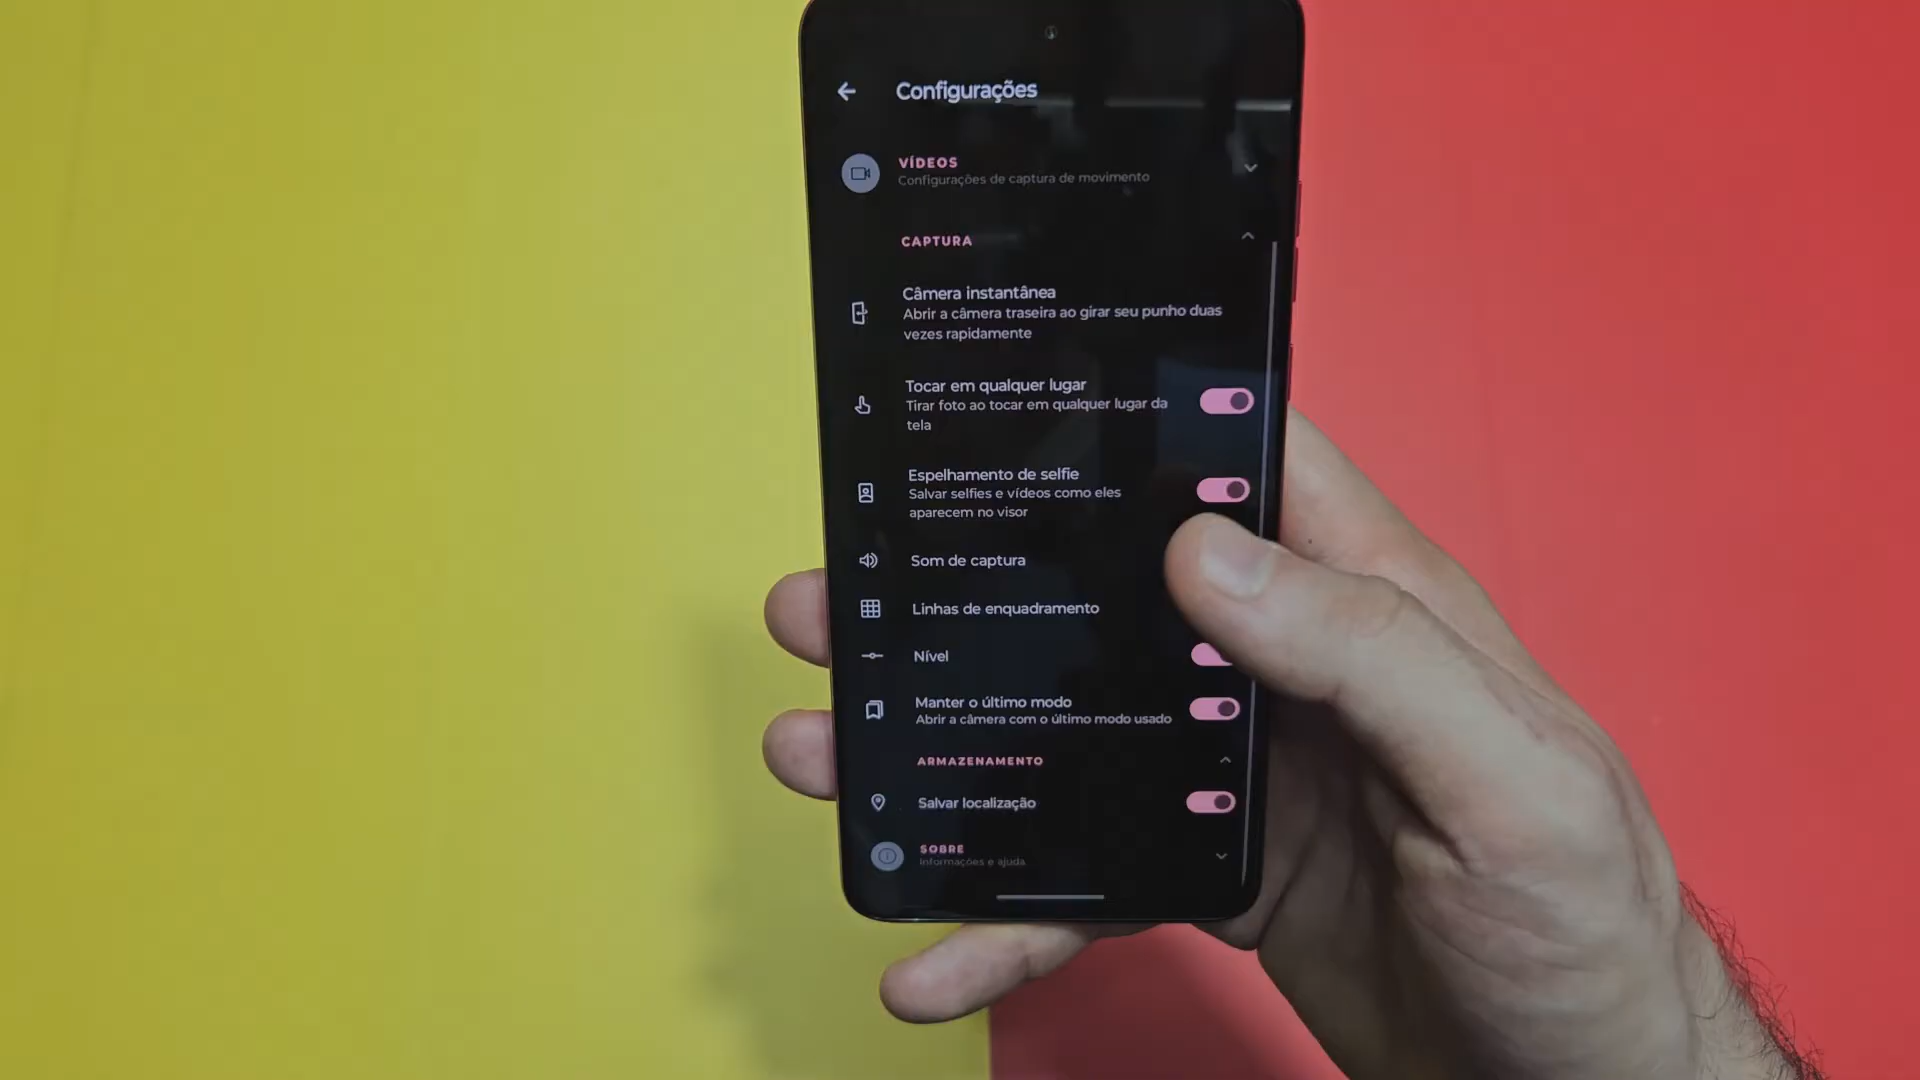 Configurações
VÍDEOS
Configurações de captura de movimento
CAPTURA
Câmera instantânea
Abrir a câmera traseira ao girar seu punho duas
vezes rapidamente
Tocar em qualquer lugar
Tirar foto ao tocar em qualquer lugar da
tela
Espelhamento de selfie
Salvar selfies e vídeos como eles
aparecem no visor
Som de captura
Linhas de enquadramento
Nível
Manter o último modo
Abrir a câmera com o último modo usado
ARMAZENAMENTO
Salvar localização
SOBRE
Informações e ajuda